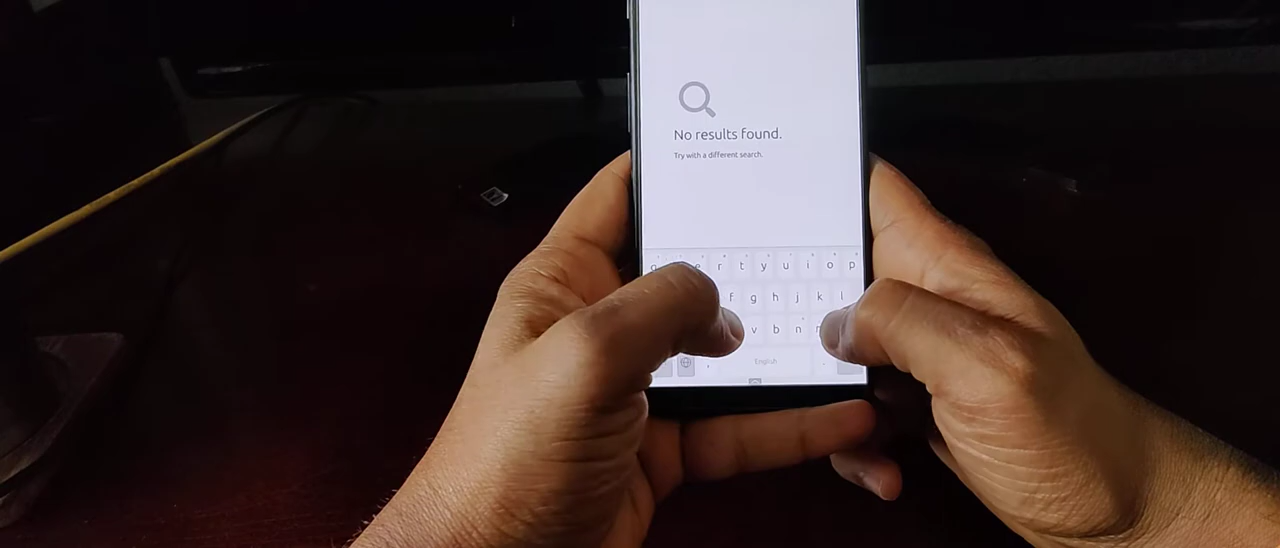 No results found.
Try with a different search.
e r t y u i o p
f g h j k l
v b n
English